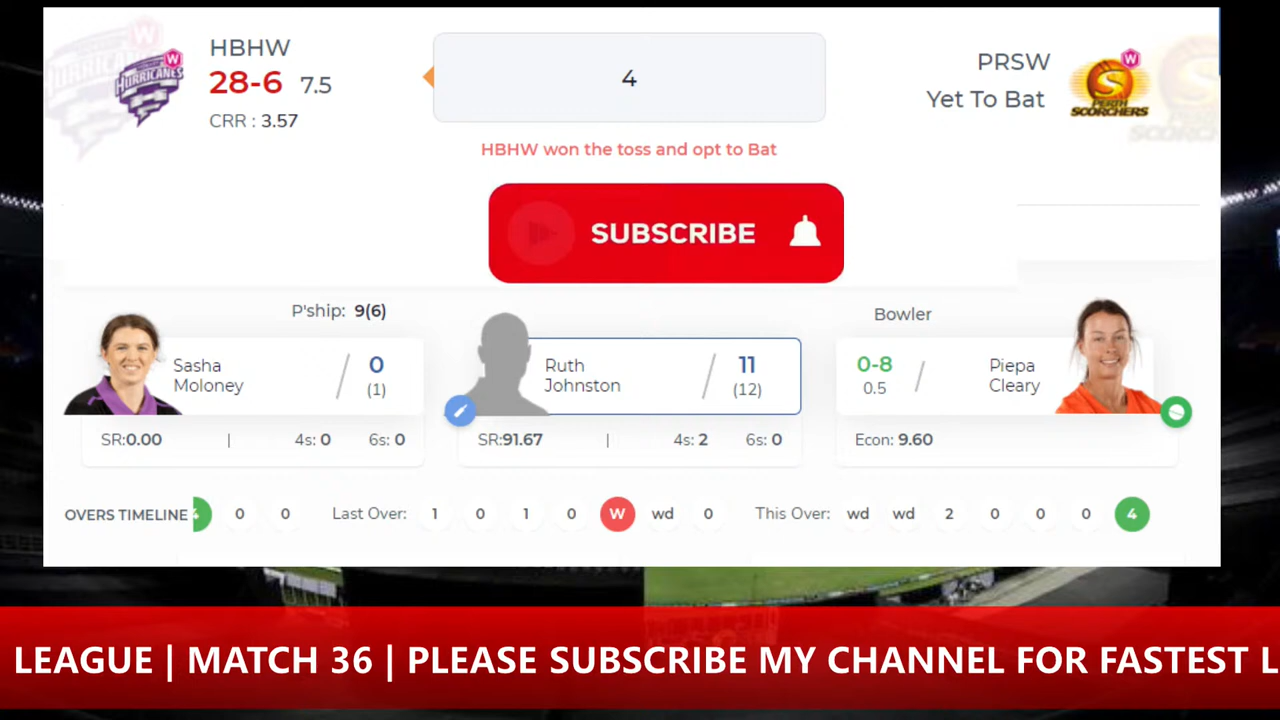 HBHW
28-6 7.5
CRR : 3.57
W
HURRICANES
4
HBHW won the toss and opt to Bat
PRSW
Yet To Bat
W
PERTH
SCORCHERS
SUBSCRIBE
P'ship: 9(6)
Sasha
Moloney
0
(1)
SR:0.00 | 4s: 0 6s: 0
Ruth
Johnston
11
(12)
SR:91.67 | 4s: 2 6s: 0
Bowler
0-8
0.5
Piepa
Cleary
Econ: 9.60
OVERS TIMELINE 4 0 0 Last Over: 1 0 1 0 W wd 0 This Over: wd wd 2 0 0 0 4
LEAGUE | MATCH 36 | PLEASE SUBSCRIBE MY CHANNEL FOR FASTEST L